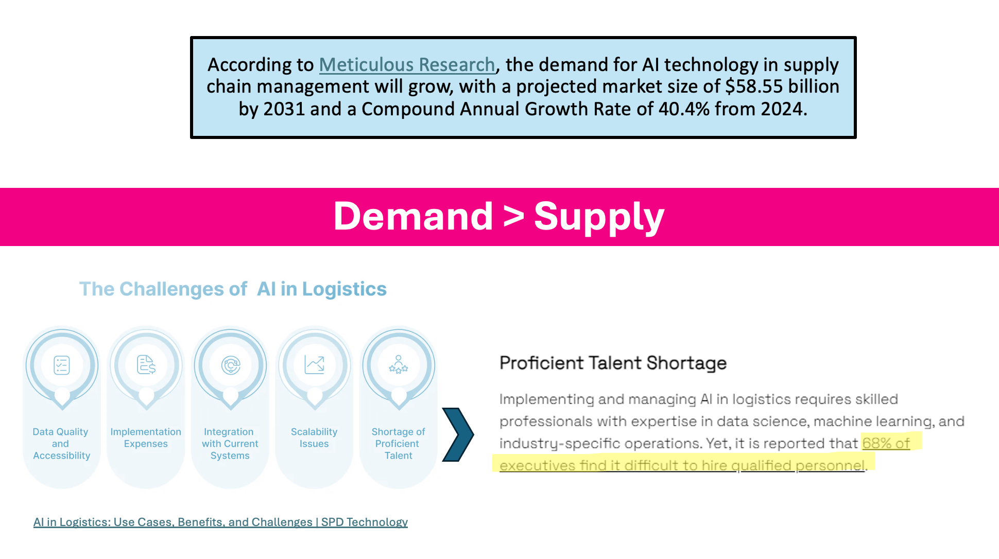 According to Meticulous Research, the demand for AI technology in supply
chain management will grow, with a projected market size of $58.55 billion
by 2031 and a Compound Annual Growth Rate of 40.4% from 2024.
Demand > Supply
The Challenges of AI in Logistics
Data Quality
and
Accessibility
Implementation
Expenses
Integration
with Current
Systems
Scalability
Issues
Shortage of
Proficient
Talent
Proficient Talent Shortage
Implementing and managing AI in logistics requires skilled
professionals with expertise in data science, machine learning, and
industry-specific operations. Yet, it is reported that 68% of
executives find it difficult to hire qualified personnel.
AI in Logistics: Use Cases, Benefits, and Challenges | SPD Technology